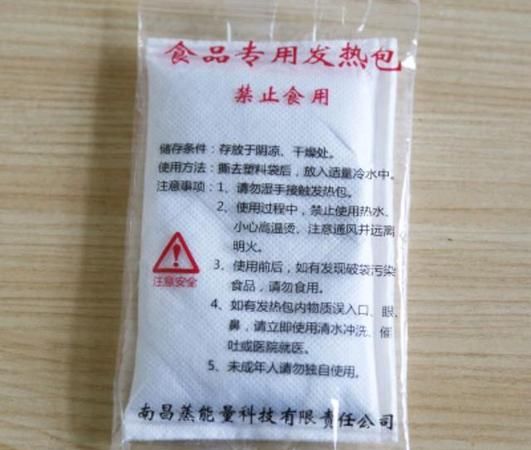 食品专用发热包
禁止食用
储存条件：存放于阴凉、干燥处。
使用方法：撕去塑料袋后，放入适量冷水中。
注意事项：1、请勿湿手接触发热包。
2、使用过程中，禁止使用热水、
小心高温烫、注意通风并远离
明火。
3、使用前后，如有发现破袋污染
食品，请勿食用。
4、如有发热包内物质误入口、眼、
鼻，请立即使用清水冲洗、催
吐或医院就医。
5、未成年人请勿独自使用。
注意安全
南昌蒸能量科技有限责任公司